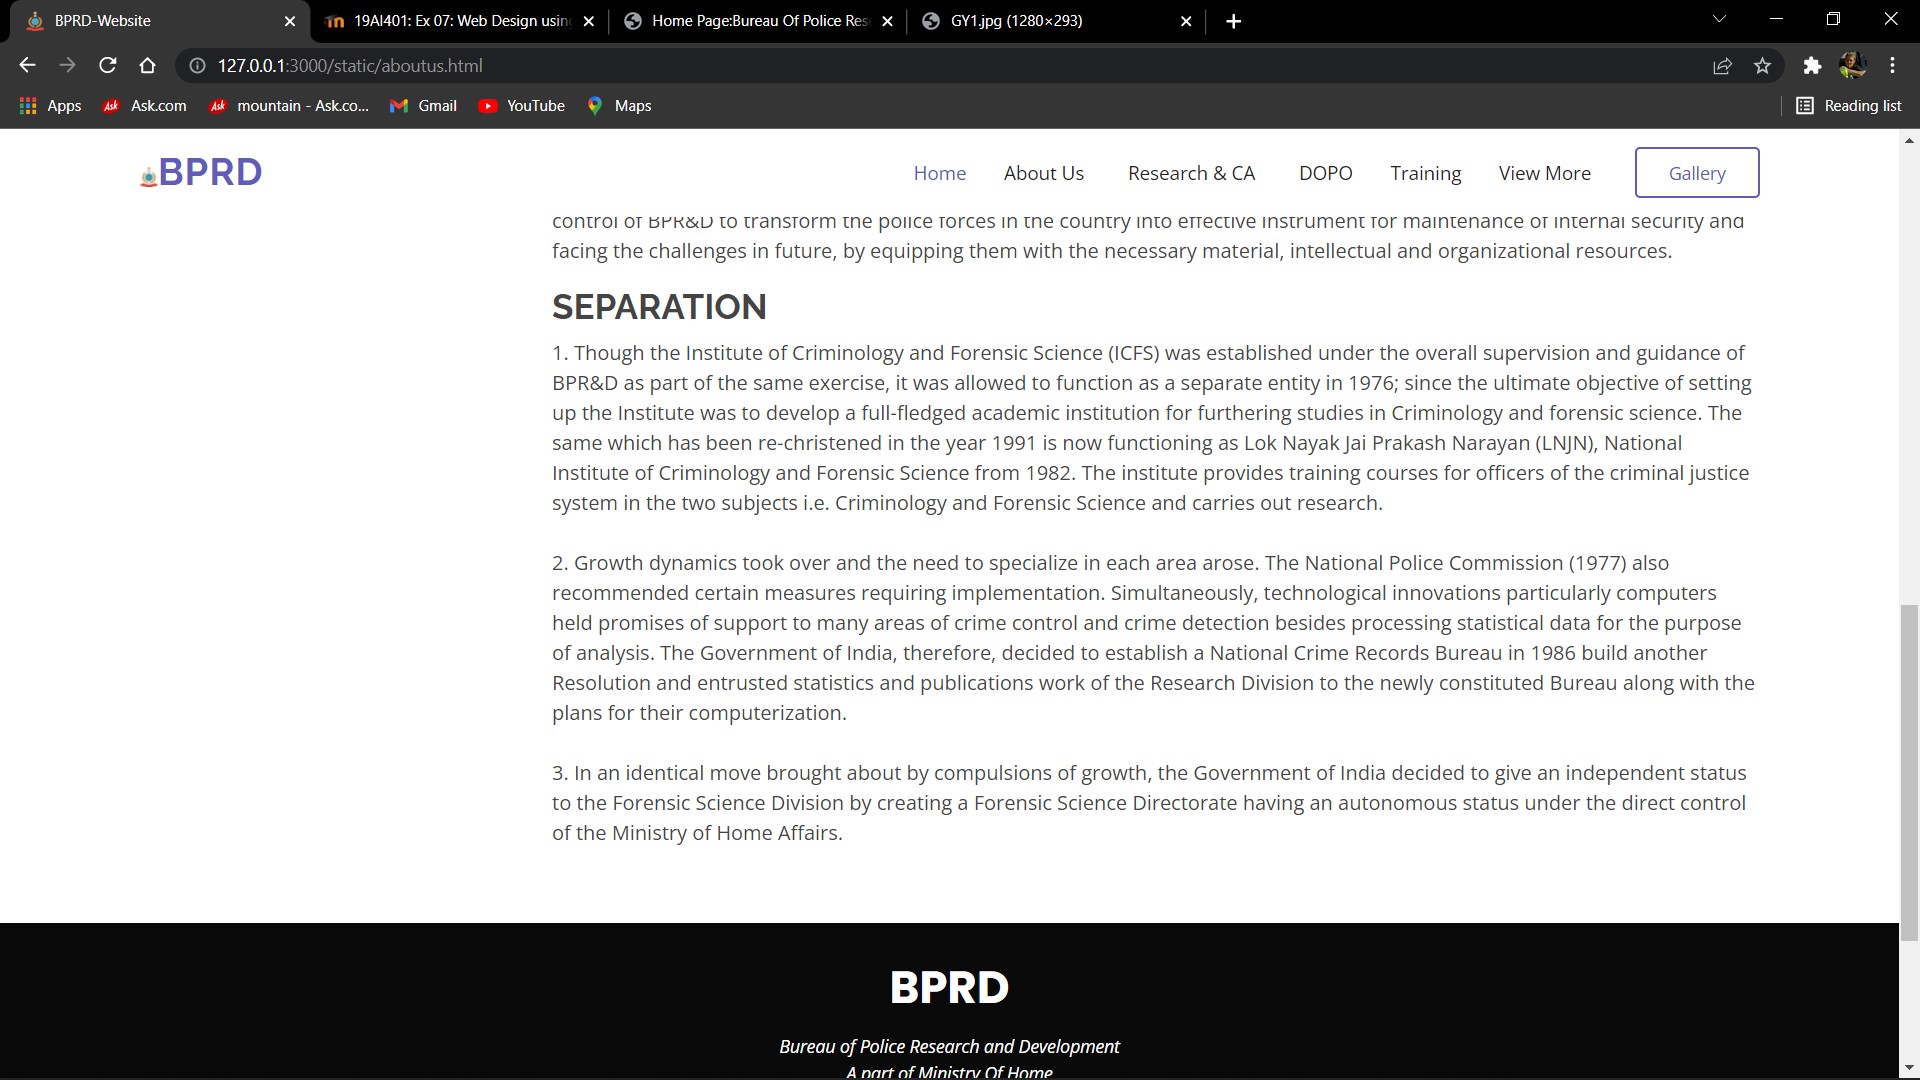 BPRD-Website
19AI401: Ex 07: Web Design usin
Home Page:Bureau Of Police Res
GY1.jpg (1280×293)
127.0.0.1:3000/static/aboutus.html
Apps
Ask
Ask.com
Ask
mountain - Ask.co...
Gmail
YouTube
Maps
Reading list
BPRD
Home
About Us
Research & CA
DOPO
Training
View More
Gallery
control of BPR&D to transform the police forces in the country into effective instrument for maintenance of internal security and
facing the challenges in future, by equipping them with the necessary material, intellectual and organizational resources.
SEPARATION
1. Though the Institute of Criminology and Forensic Science (ICFS) was established under the overall supervision and guidance of
BPR&D as part of the same exercise, it was allowed to function as a separate entity in 1976; since the ultimate objective of setting
up the Institute was to develop a full-fledged academic institution for furthering studies in Criminology and forensic science. The
same which has been re-christened in the year 1991 is now functioning as Lok Nayak Jai Prakash Narayan (LNJN), National
Institute of Criminology and Forensic Science from 1982. The institute provides training courses for officers of the criminal justice
system in the two subjects i.e. Criminology and Forensic Science and carries out research.
2. Growth dynamics took over and the need to specialize in each area arose. The National Police Commission (1977) also
recommended certain measures requiring implementation. Simultaneously, technological innovations particularly computers
held promises of support to many areas of crime control and crime detection besides processing statistical data for the purpose
of analysis. The Government of India, therefore, decided to establish a National Crime Records Bureau in 1986 build another
Resolution and entrusted statistics and publications work of the Research Division to the newly constituted Bureau along with the
plans for their computerization.
3. In an identical move brought about by compulsions of growth, the Government of India decided to give an independent status
to the Forensic Science Division by creating a Forensic Science Directorate having an autonomous status under the direct control
of the Ministry of Home Affairs.
BPRD
Bureau of Police Research and Development
A part of Ministry Of Home